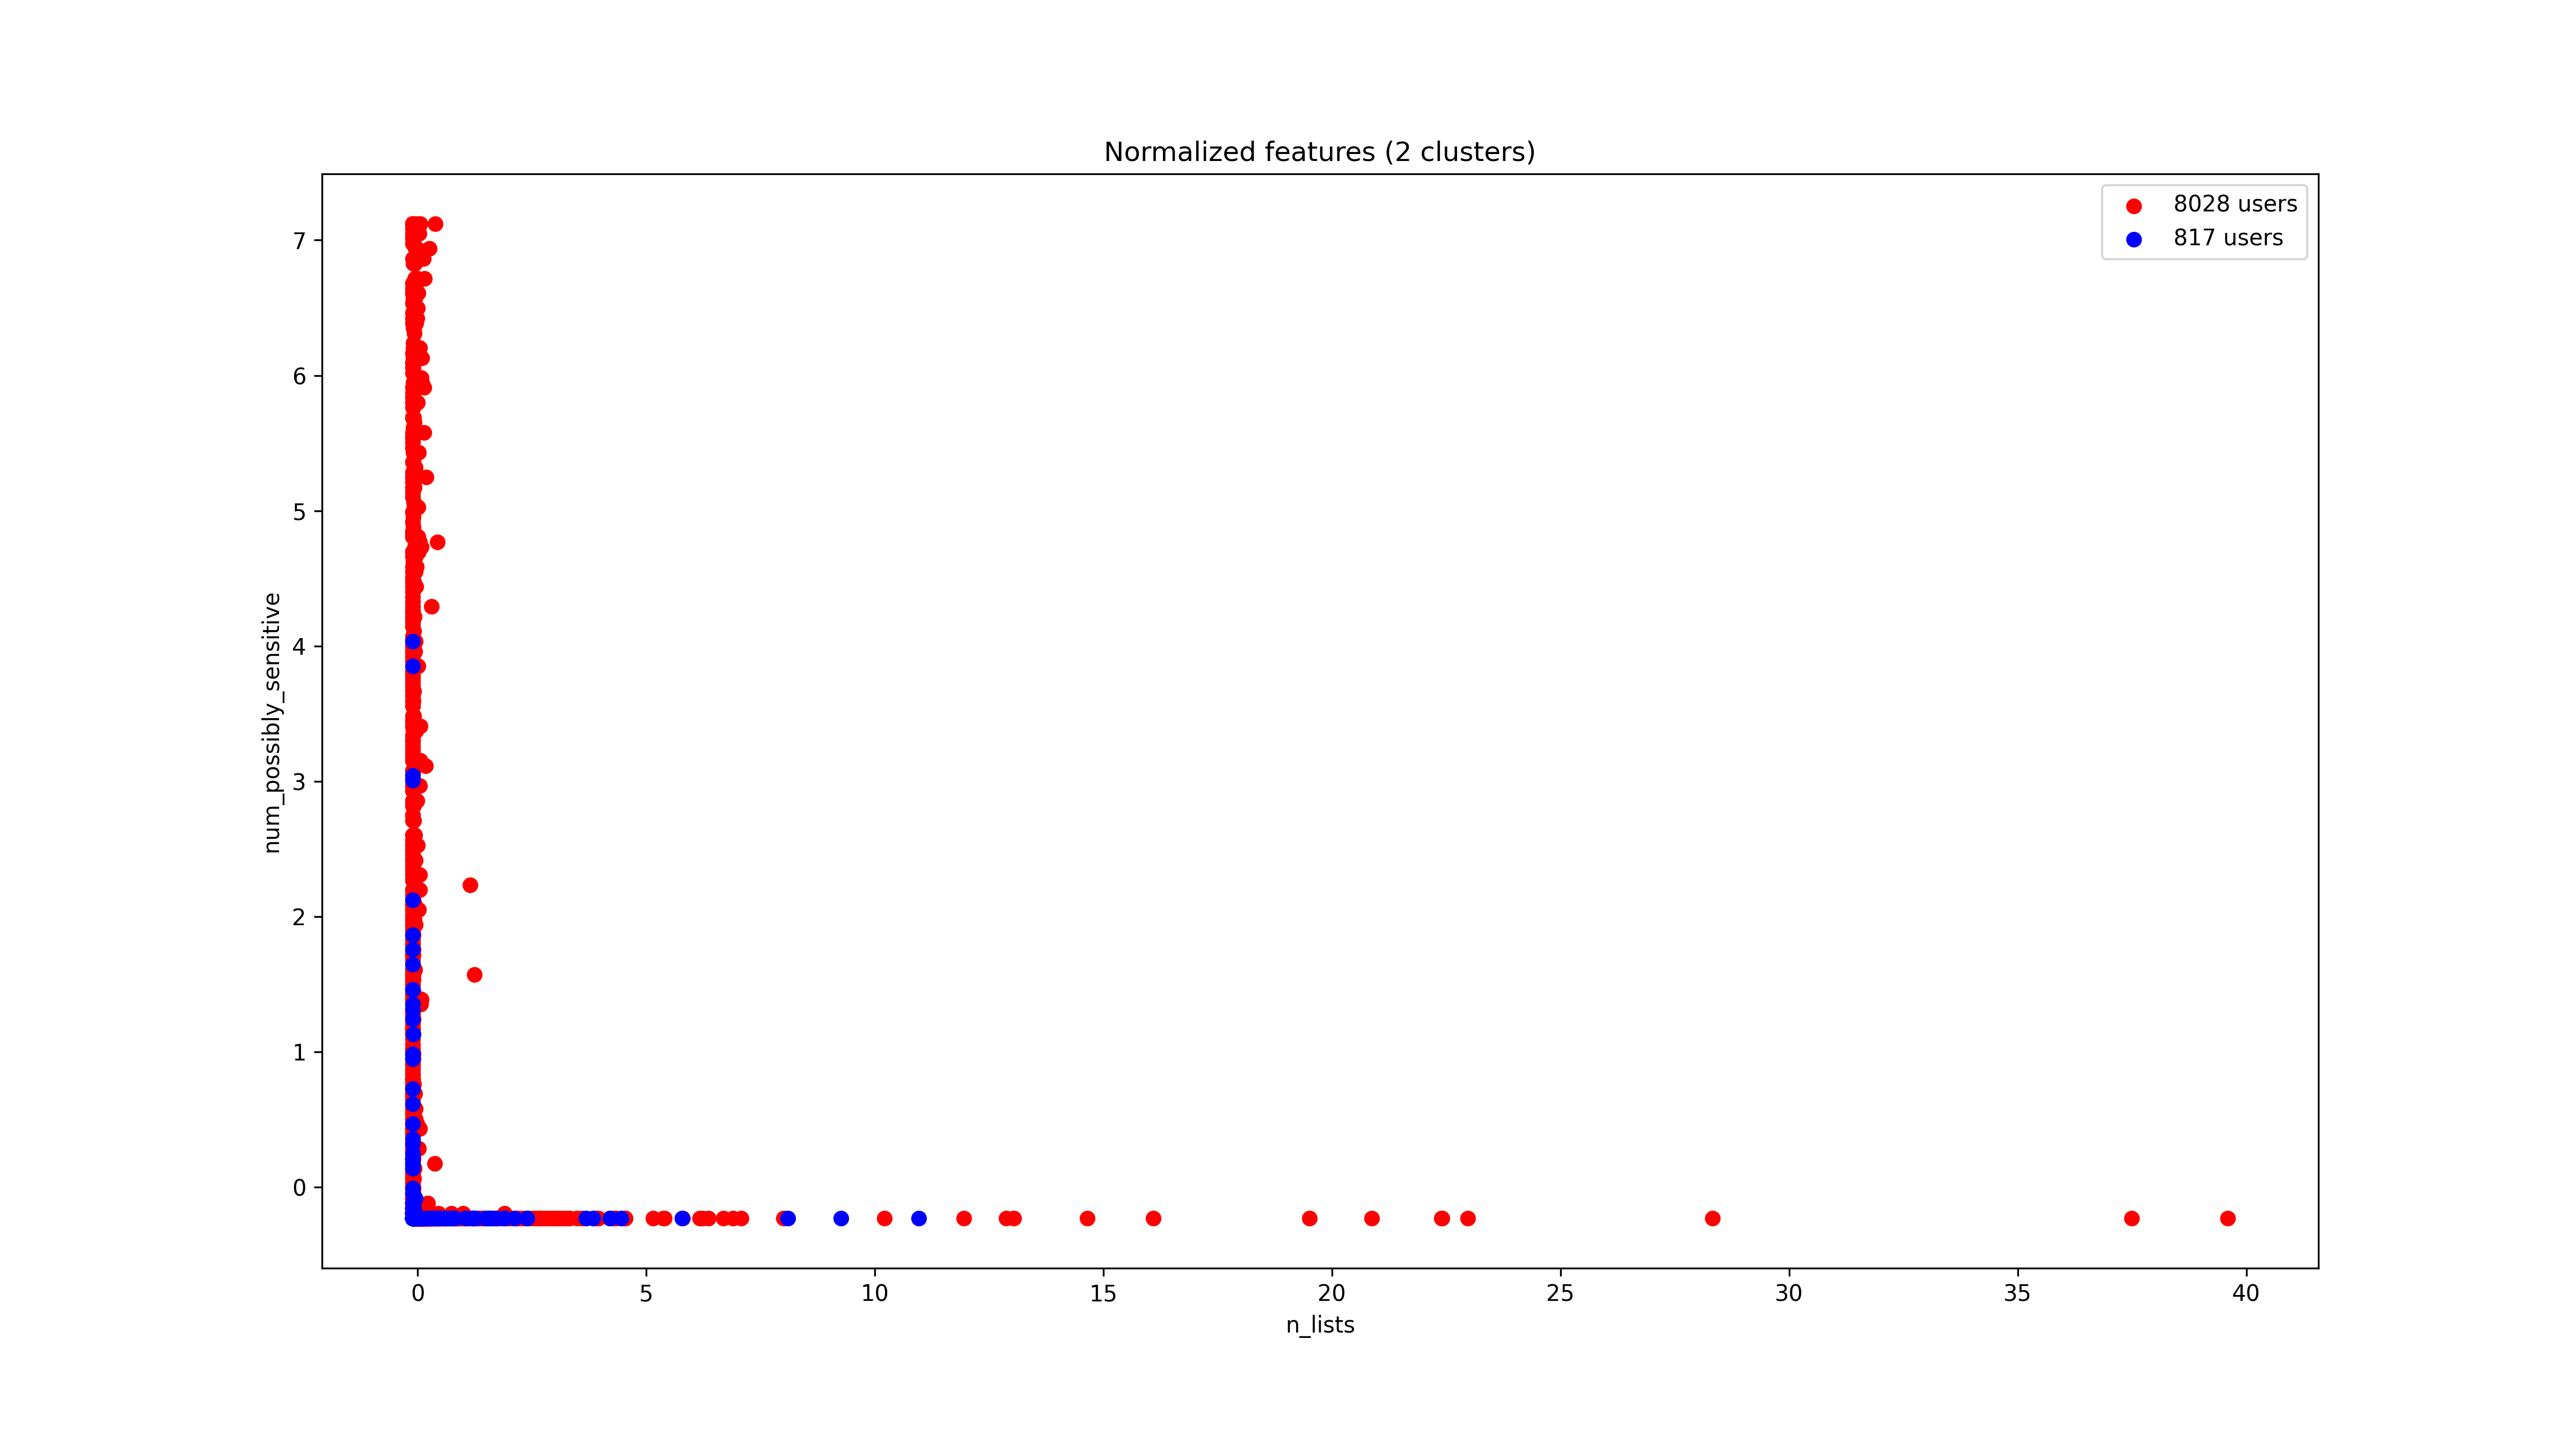 Normalized features (2 clusters)
8028 users
817 users
7
6
5
4
3
2
1
0
num_possibly_sensitive
0 5 10 15 20 25 30 35 40
n_lists